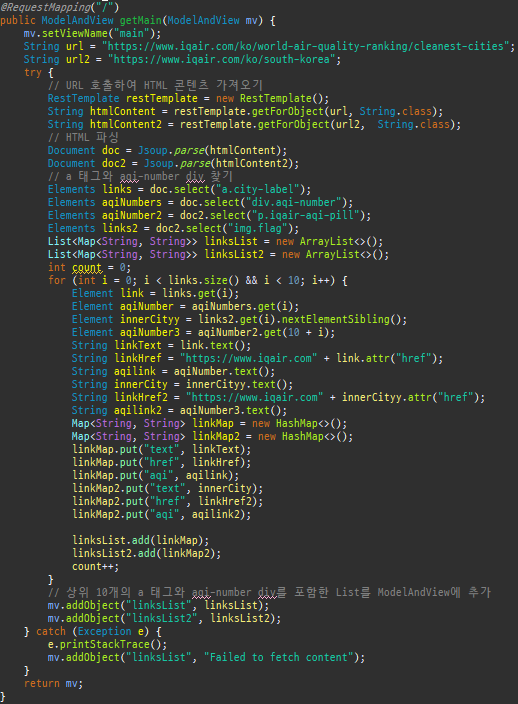 @RequestMapping("/")
public ModelAndView getMain(ModelAndView mv) {
mv.setViewName("main");
String url = "https://www.iqair.com/ko/world-air-quality-ranking/cleanest-cities";
String url2 = "https://www.iqair.com/ko/south-korea";
try {
// URL 호출하여 HTML 콘텐츠 가져오기
RestTemplate restTemplate = new RestTemplate();
String htmlContent = restTemplate.getForObject(url, String.class);
String htmlContent2 = restTemplate.getForObject(url2,  String.class);
// HTML 파싱
Document doc = Jsoup.parse(htmlContent);
Document doc2 = Jsoup.parse(htmlContent2);
// a 태그와 aqi-number div 찾기
Elements links = doc.select("a.city-label");
Elements aqiNumbers = doc.select("div.aqi-number");
Elements aqiNumber2 = doc2.select("p.iqair-aqi-pill");
Elements links2 = doc2.select("img.flag");
List<Map<String, String>> linksList = new ArrayList<>();
List<Map<String, String>> linksList2 = new ArrayList<>();
int count = 0;
for (int i = 0; i < links.size() && i < 10; i++) {
Element link = links.get(i);
Element aqiNumber = aqiNumbers.get(i);
Element innerCityy = links2.get(i).nextElementSibling();
Element aqiNumber3 = aqiNumber2.get(10 + i);
String linkText = link.text();
String linkHref = "https://www.iqair.com" + link.attr("href");
String aqilink = aqiNumber.text();
String innerCity = innerCityy.text();
String linkHref2 = "https://www.iqair.com" + innerCityy.attr("href");
String aqilink2 = aqiNumber3.text();
Map<String, String> linkMap = new HashMap<>();
Map<String, String> linkMap2 = new HashMap<>();
linkMap.put("text", linkText);
linkMap.put("href", linkHref);
linkMap.put("aqi", aqilink);
linkMap2.put("text", innerCity);
linkMap2.put("href", linkHref2);
linkMap2.put("aqi", aqilink2);
linksList.add(linkMap);
linksList2.add(linkMap2);
count++;
}
// 상위 10개의 a 태그와 aqi-number div를 포함한 List를 ModelAndView에 추가
mv.addObject("linksList", linksList);
mv.addObject("linksList2", linksList2);
} catch (Exception e) {
e.printStackTrace();
mv.addObject("linksList", "Failed to fetch content");
}
return mv;
}